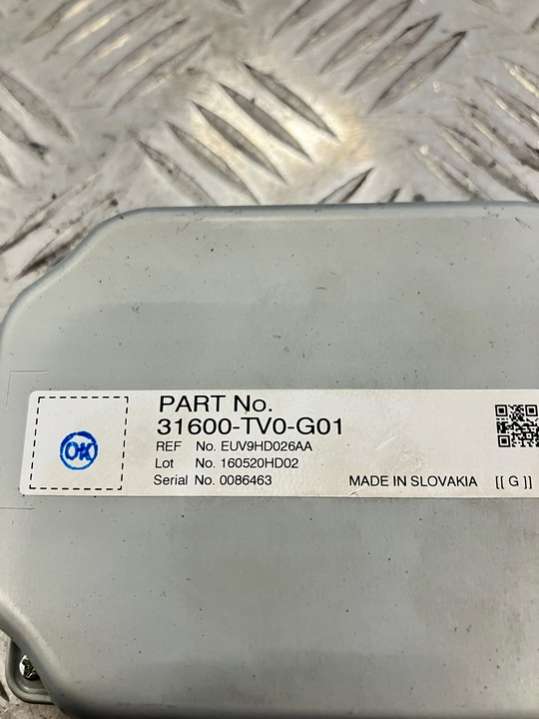 PART No.
31600-TV0-G01
OK
REF No. EUV9HD026AA
Lot No. 160520HD02
Serial No. 0086463
MADE IN SLOVAKIA [[ G ]]